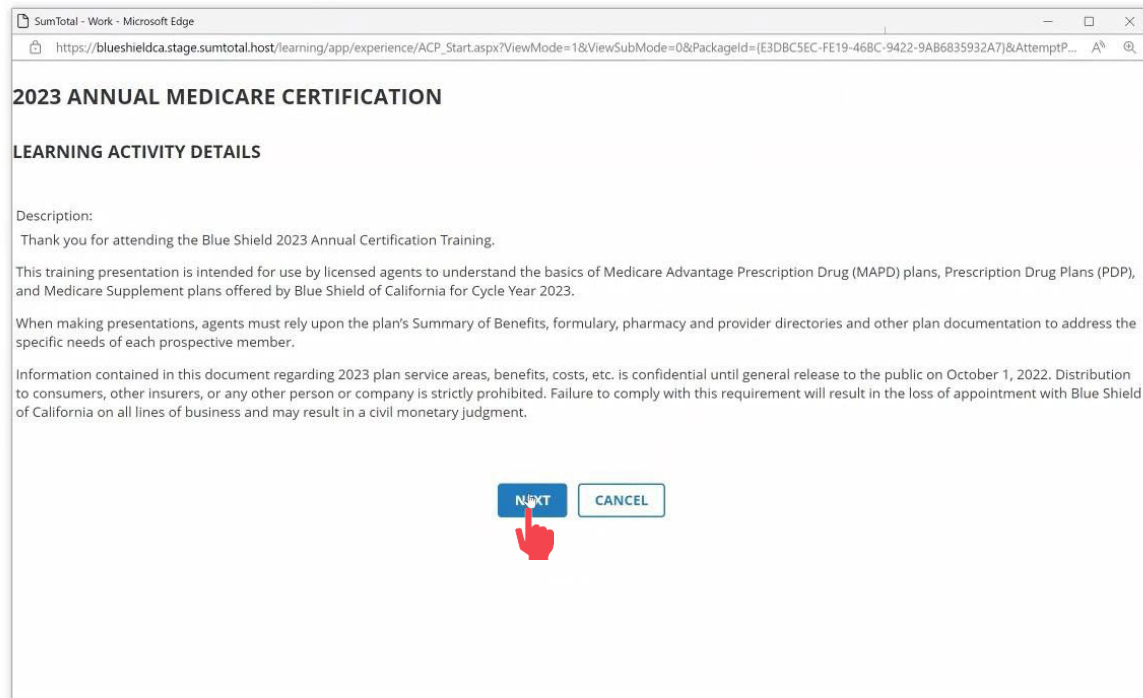 SumTotal - Work - Microsoft Edge
https://blueshieldca.stage.sumtotal.host/learning/app/experience/ACP_Start.aspx?ViewMode=1&ViewSubMode=0&PackageId={E3DBC5EC-FE19-46BC-9422-9AB6835932A7}&AttemptP...
2023 ANNUAL MEDICARE CERTIFICATION
LEARNING ACTIVITY DETAILS
Description:
Thank you for attending the Blue Shield 2023 Annual Certification Training.
This training presentation is intended for use by licensed agents to understand the basics of Medicare Advantage Prescription Drug (MAPD) plans, Prescription Drug Plans (PDP),
and Medicare Supplement plans offered by Blue Shield of California for Cycle Year 2023.
When making presentations, agents must rely upon the plan's Summary of Benefits, formulary, pharmacy and provider directories and other plan documentation to address the
specific needs of each prospective member.
Information contained in this document regarding 2023 plan service areas, benefits, costs, etc. is confidential until general release to the public on October 1, 2022. Distribution
to consumers, other insurers, or any other person or company is strictly prohibited. Failure to comply with this requirement will result in the loss of appointment with Blue Shield
of California on all lines of business and may result in a civil monetary judgment.
NEXT CANCEL